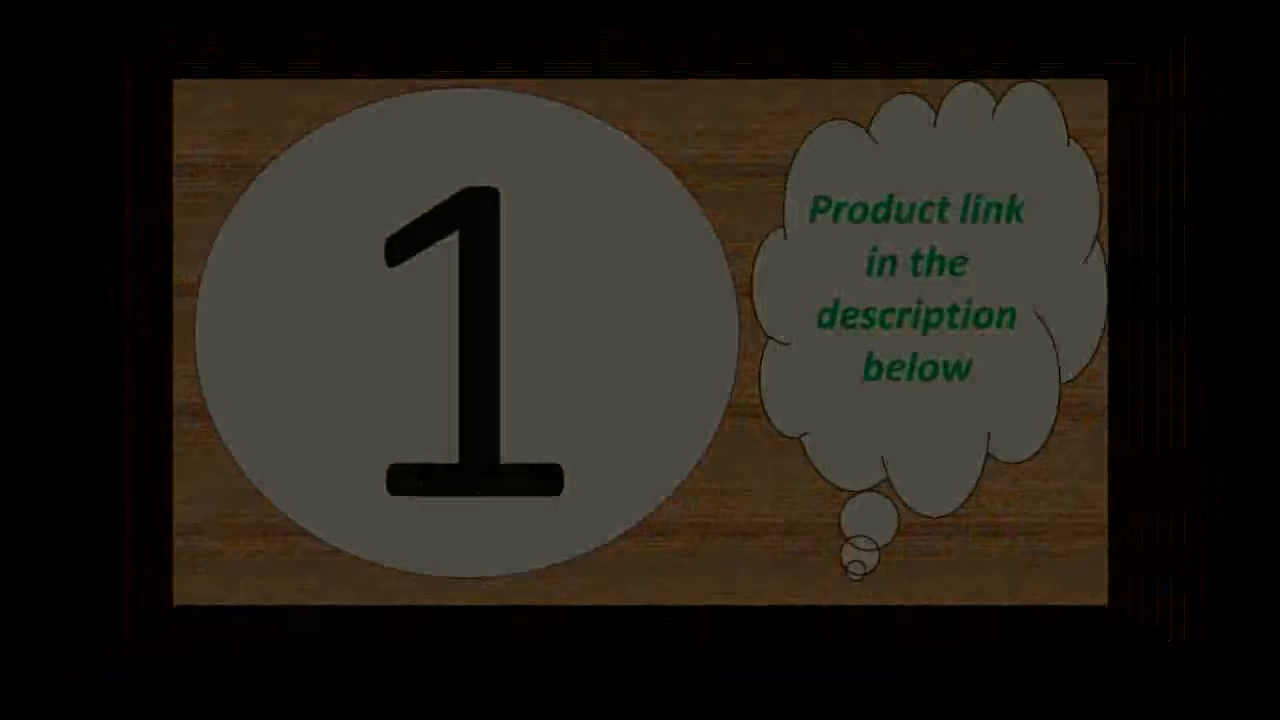 1
Product link
in the
description
below